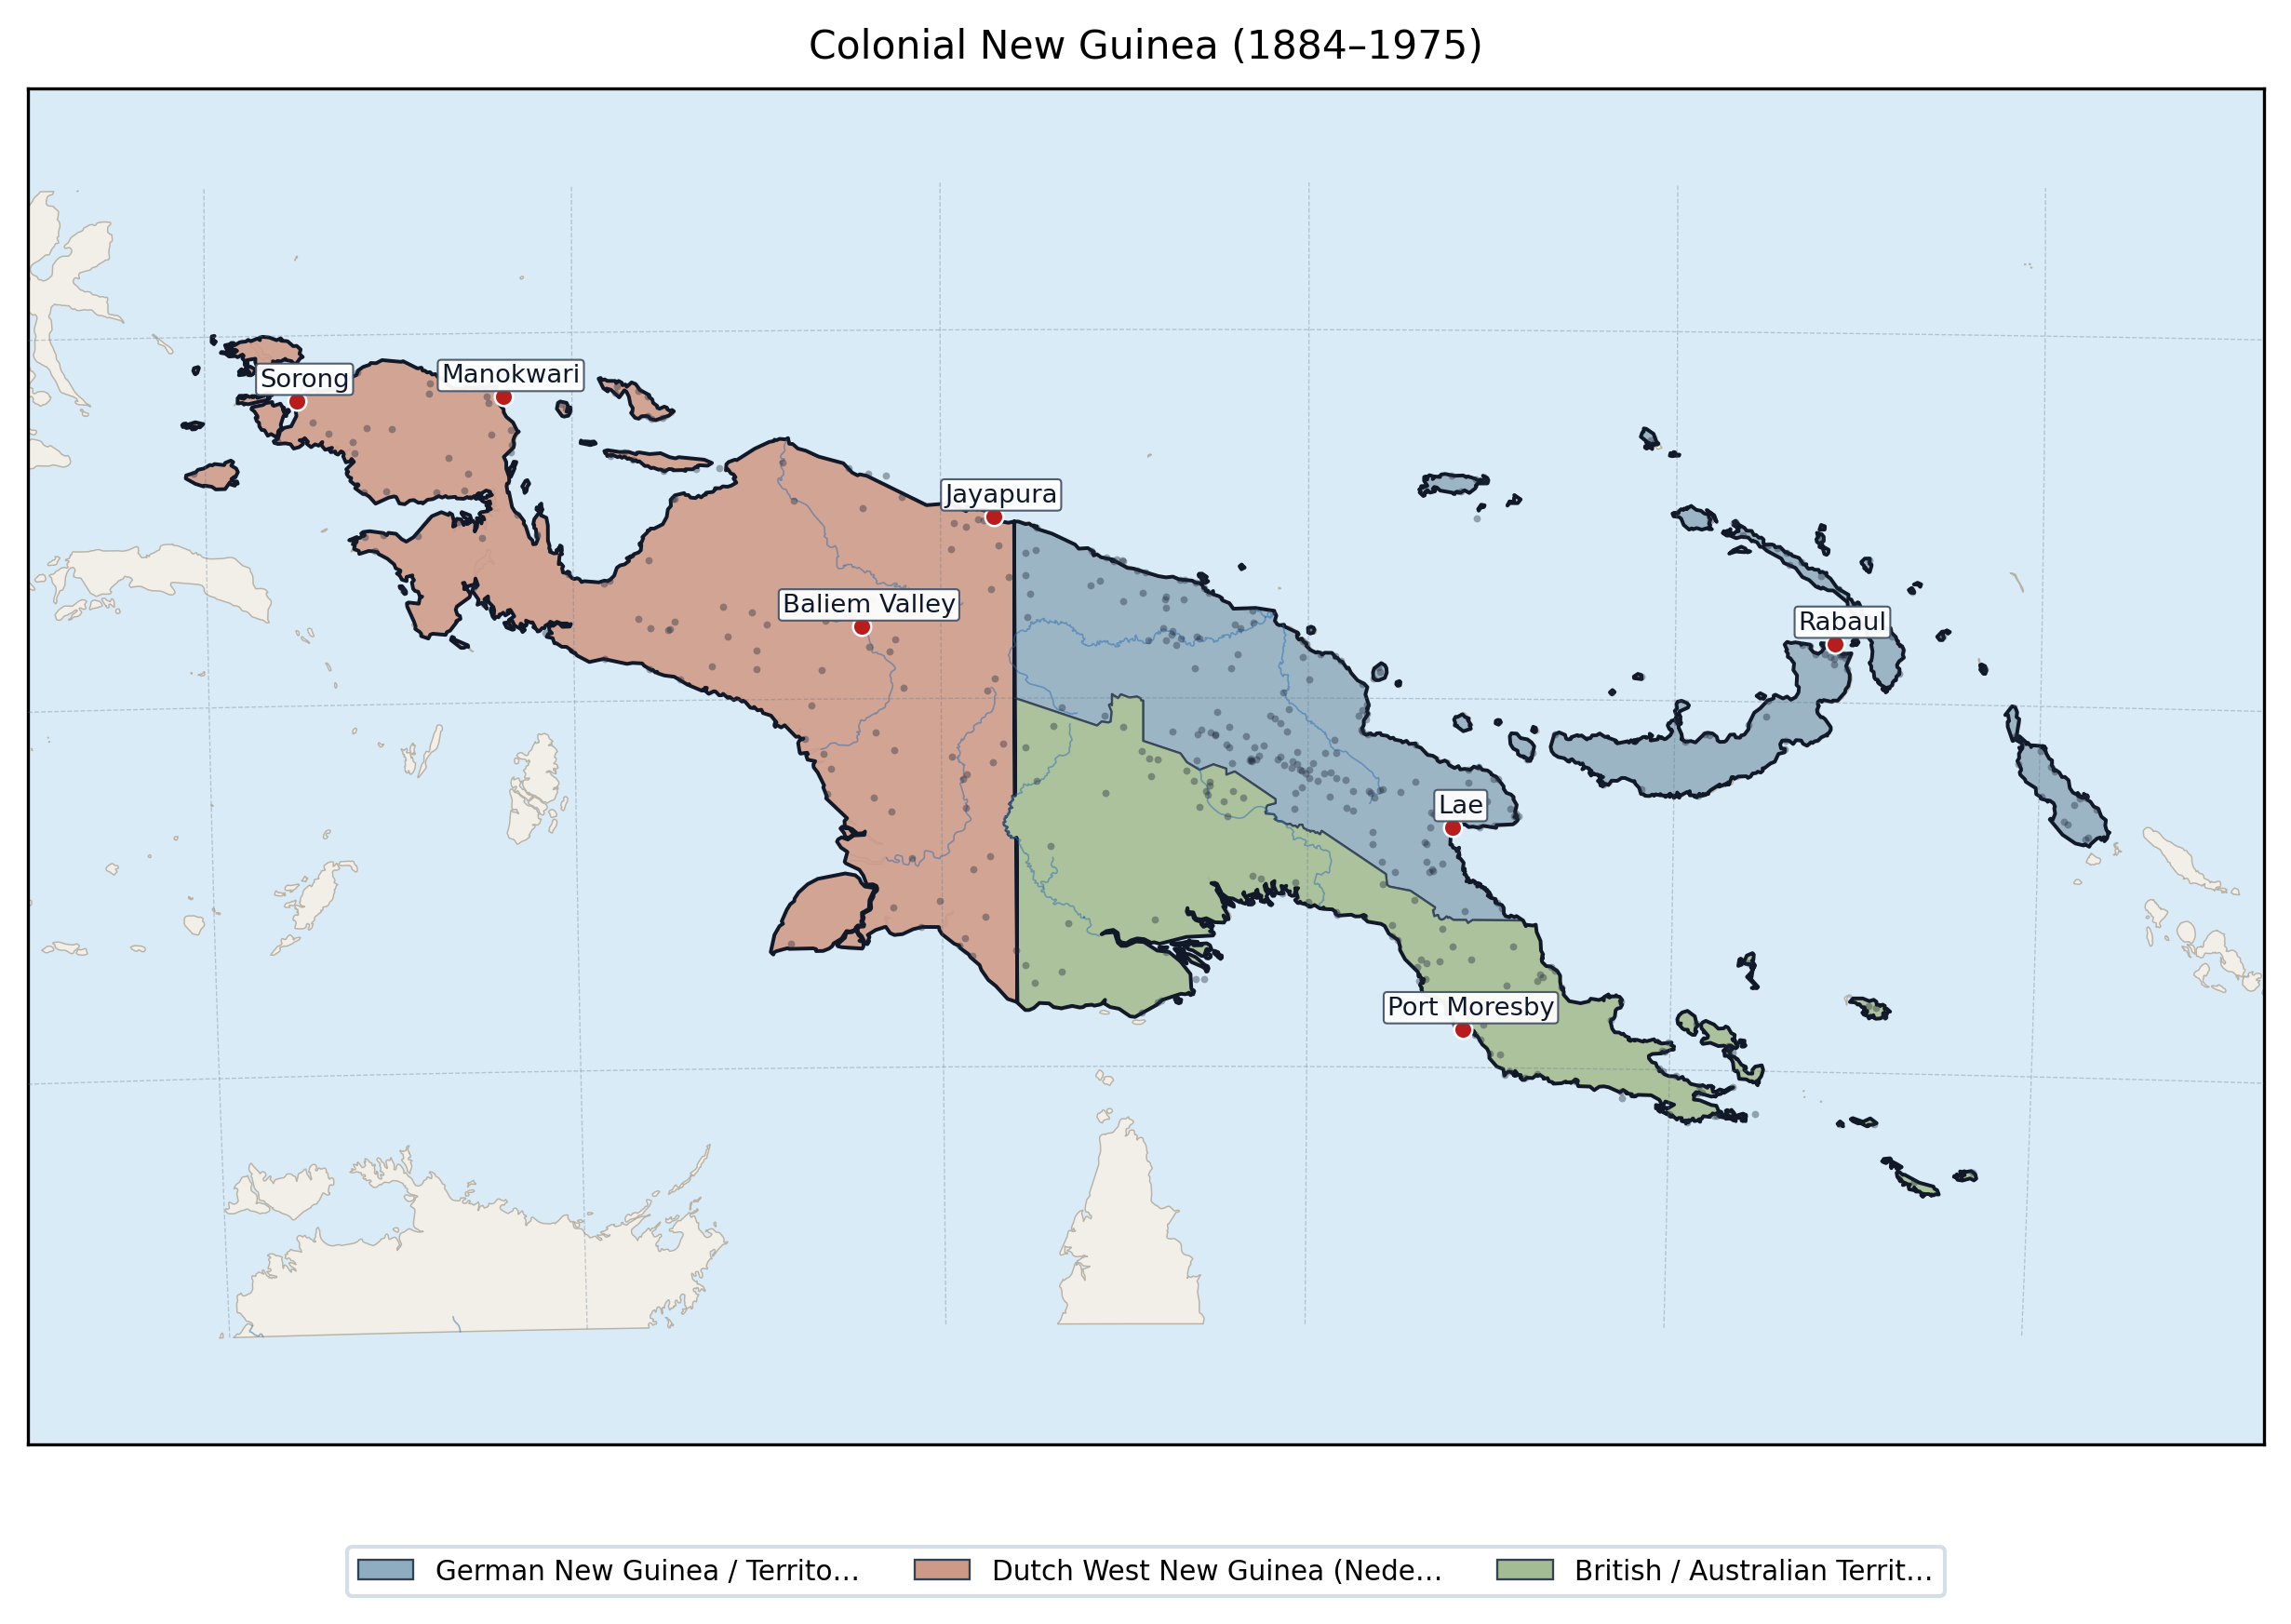 Colonial New Guinea (1884–1975)
Sorong
Manokwari
Jayapura
Baliem Valley
Rabaul
Lae
Port Moresby
German New Guinea / Territo...
Dutch West New Guinea (Nede...
British / Australian Territ...